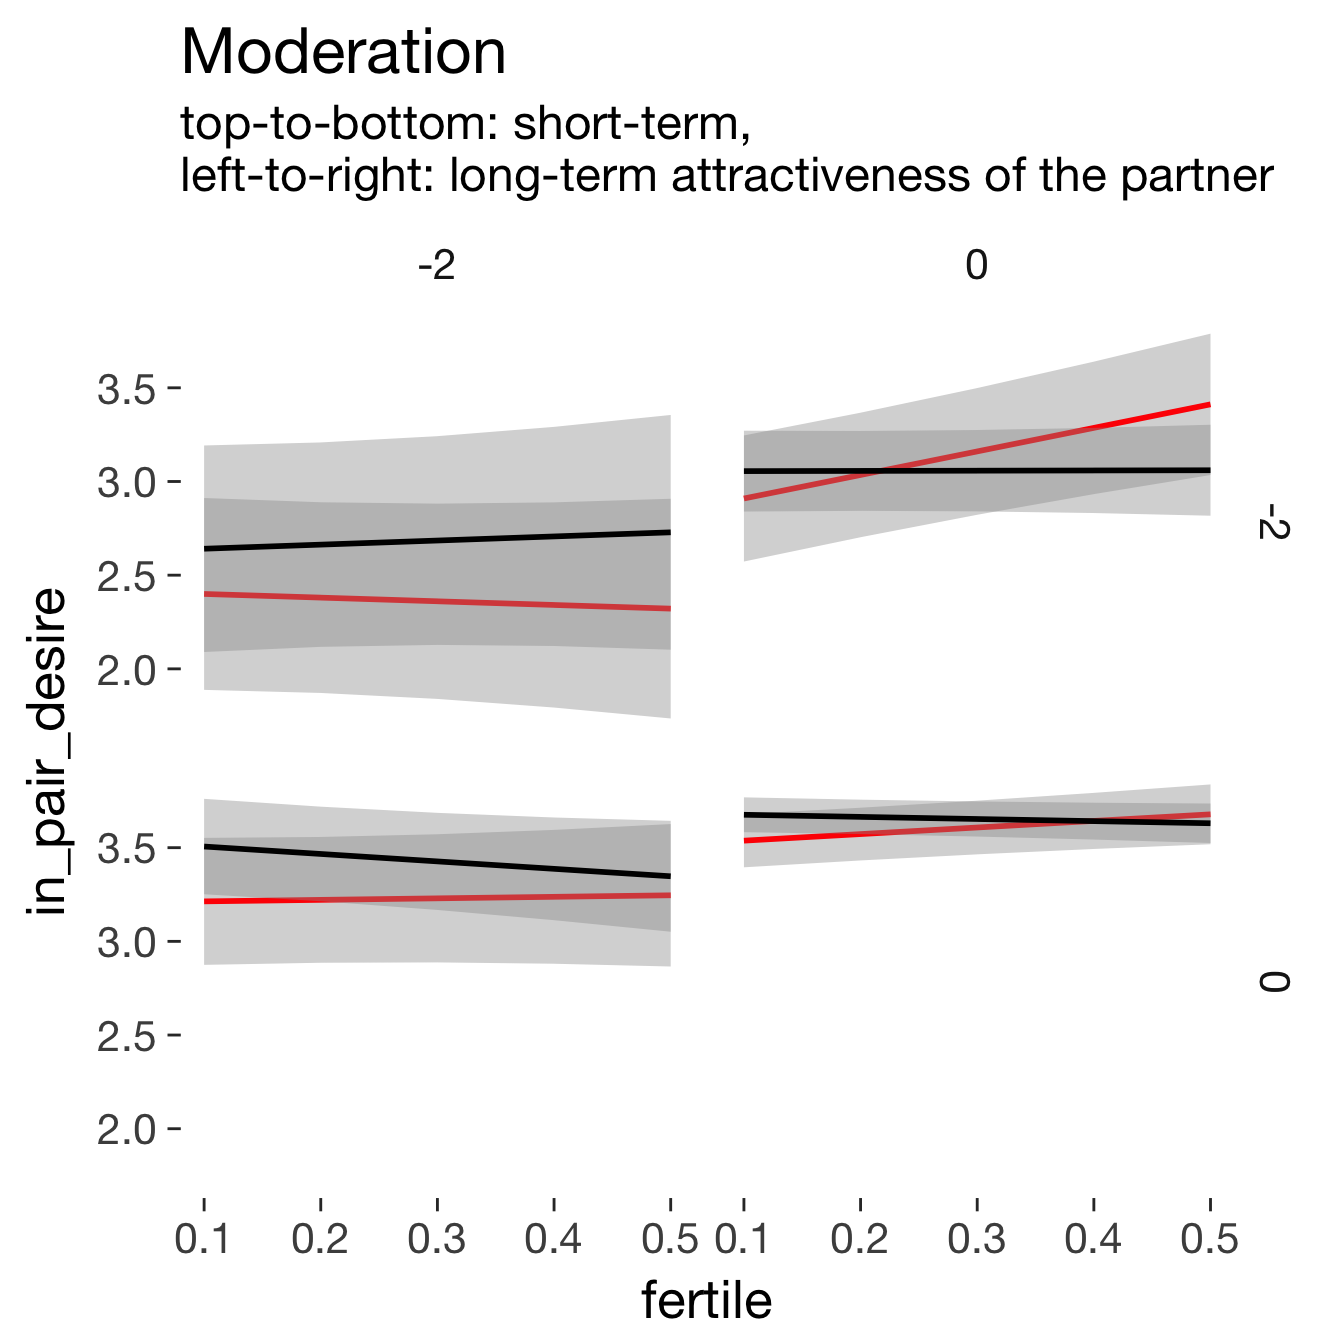 Moderation
top-to-bottom: short-term,
left-to-right: long-term attractiveness of the partner
-2 0
3.5
3.0
2.5
2.0
-2
in_pair_desire
3.5
3.0
2.5
2.0
0
0.1 0.2 0.3 0.4 0.5 0.1 0.2 0.3 0.4 0.5
fertile